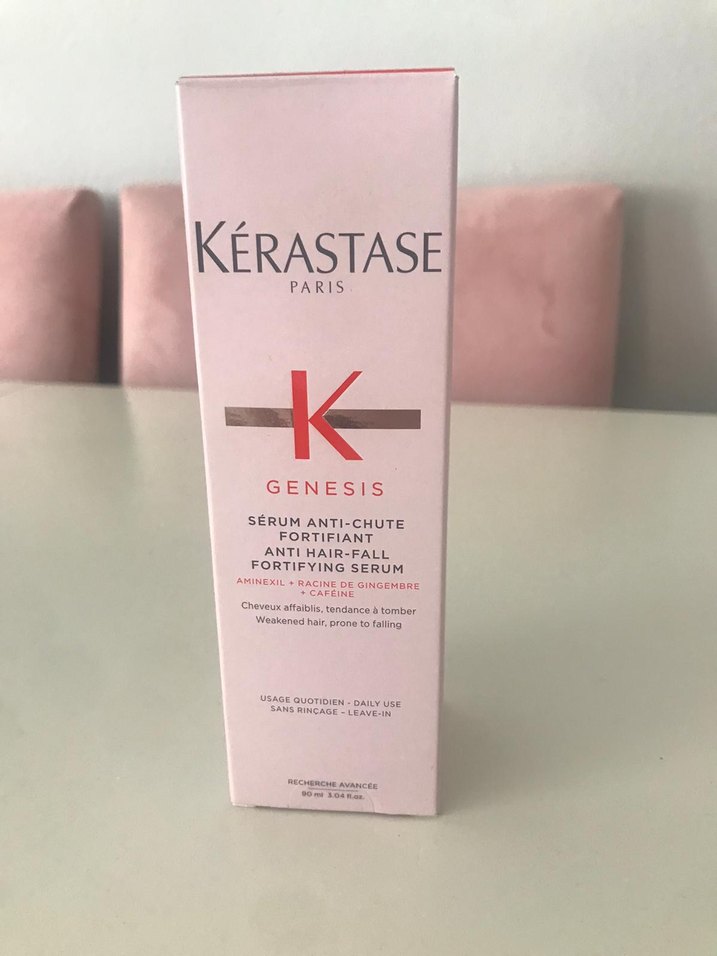 KÉRASTASE
PARIS
K
GENESIS
SÉRUM ANTI-CHUTE
FORTIFIANT
ANTI HAIR-FALL
FORTIFYING SERUM
AMINEXIL + RACINE DE GINGEMBRE
+ CAFÉINE
Cheveux affaiblis, tendance à tomber
Weakened hair, prone to falling
USAGE QUOTIDIEN - DAILY USE
SANS RINÇAGE - LEAVE-IN
RECHERCHE AVANCÉE
90 ml 3.04 fl.oz.